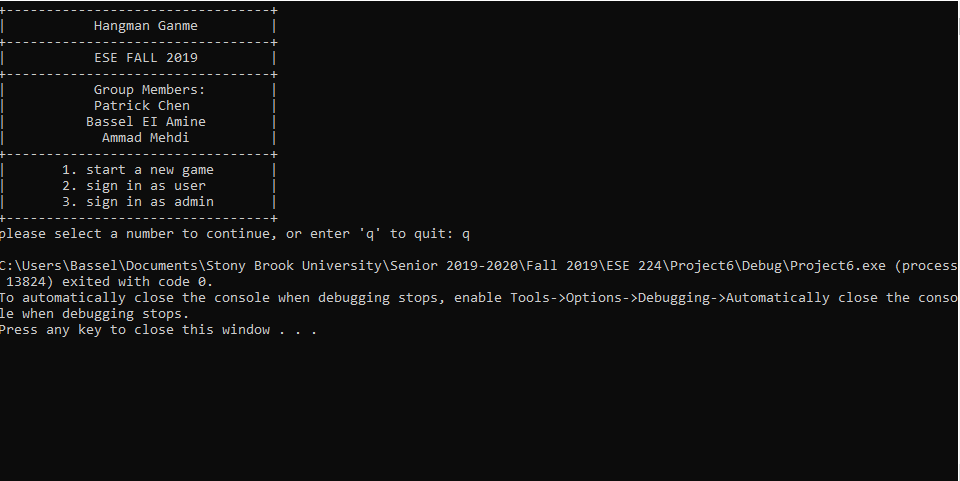 +---------------------------------+
|           Hangman Ganme         |
+---------------------------------+
|           ESE FALL 2019         |
+---------------------------------+
|           Group Members:        |
|           Patrick Chen          |
|          Bassel EI Amine        |
|            Ammad Mehdi          |
+---------------------------------+
|       1. start a new game       |
|       2. sign in as user        |
|       3. sign in as admin       |
+---------------------------------+
please select a number to continue, or enter 'q' to quit: q
C:\Users\Bassel\Documents\Stony Brook University\Senior 2019-2020\Fall 2019\ESE 224\Project6\Debug\Project6.exe (process
 13824) exited with code 0.
To automatically close the console when debugging stops, enable Tools->Options->Debugging->Automatically close the conso
le when debugging stops.
Press any key to close this window . . .